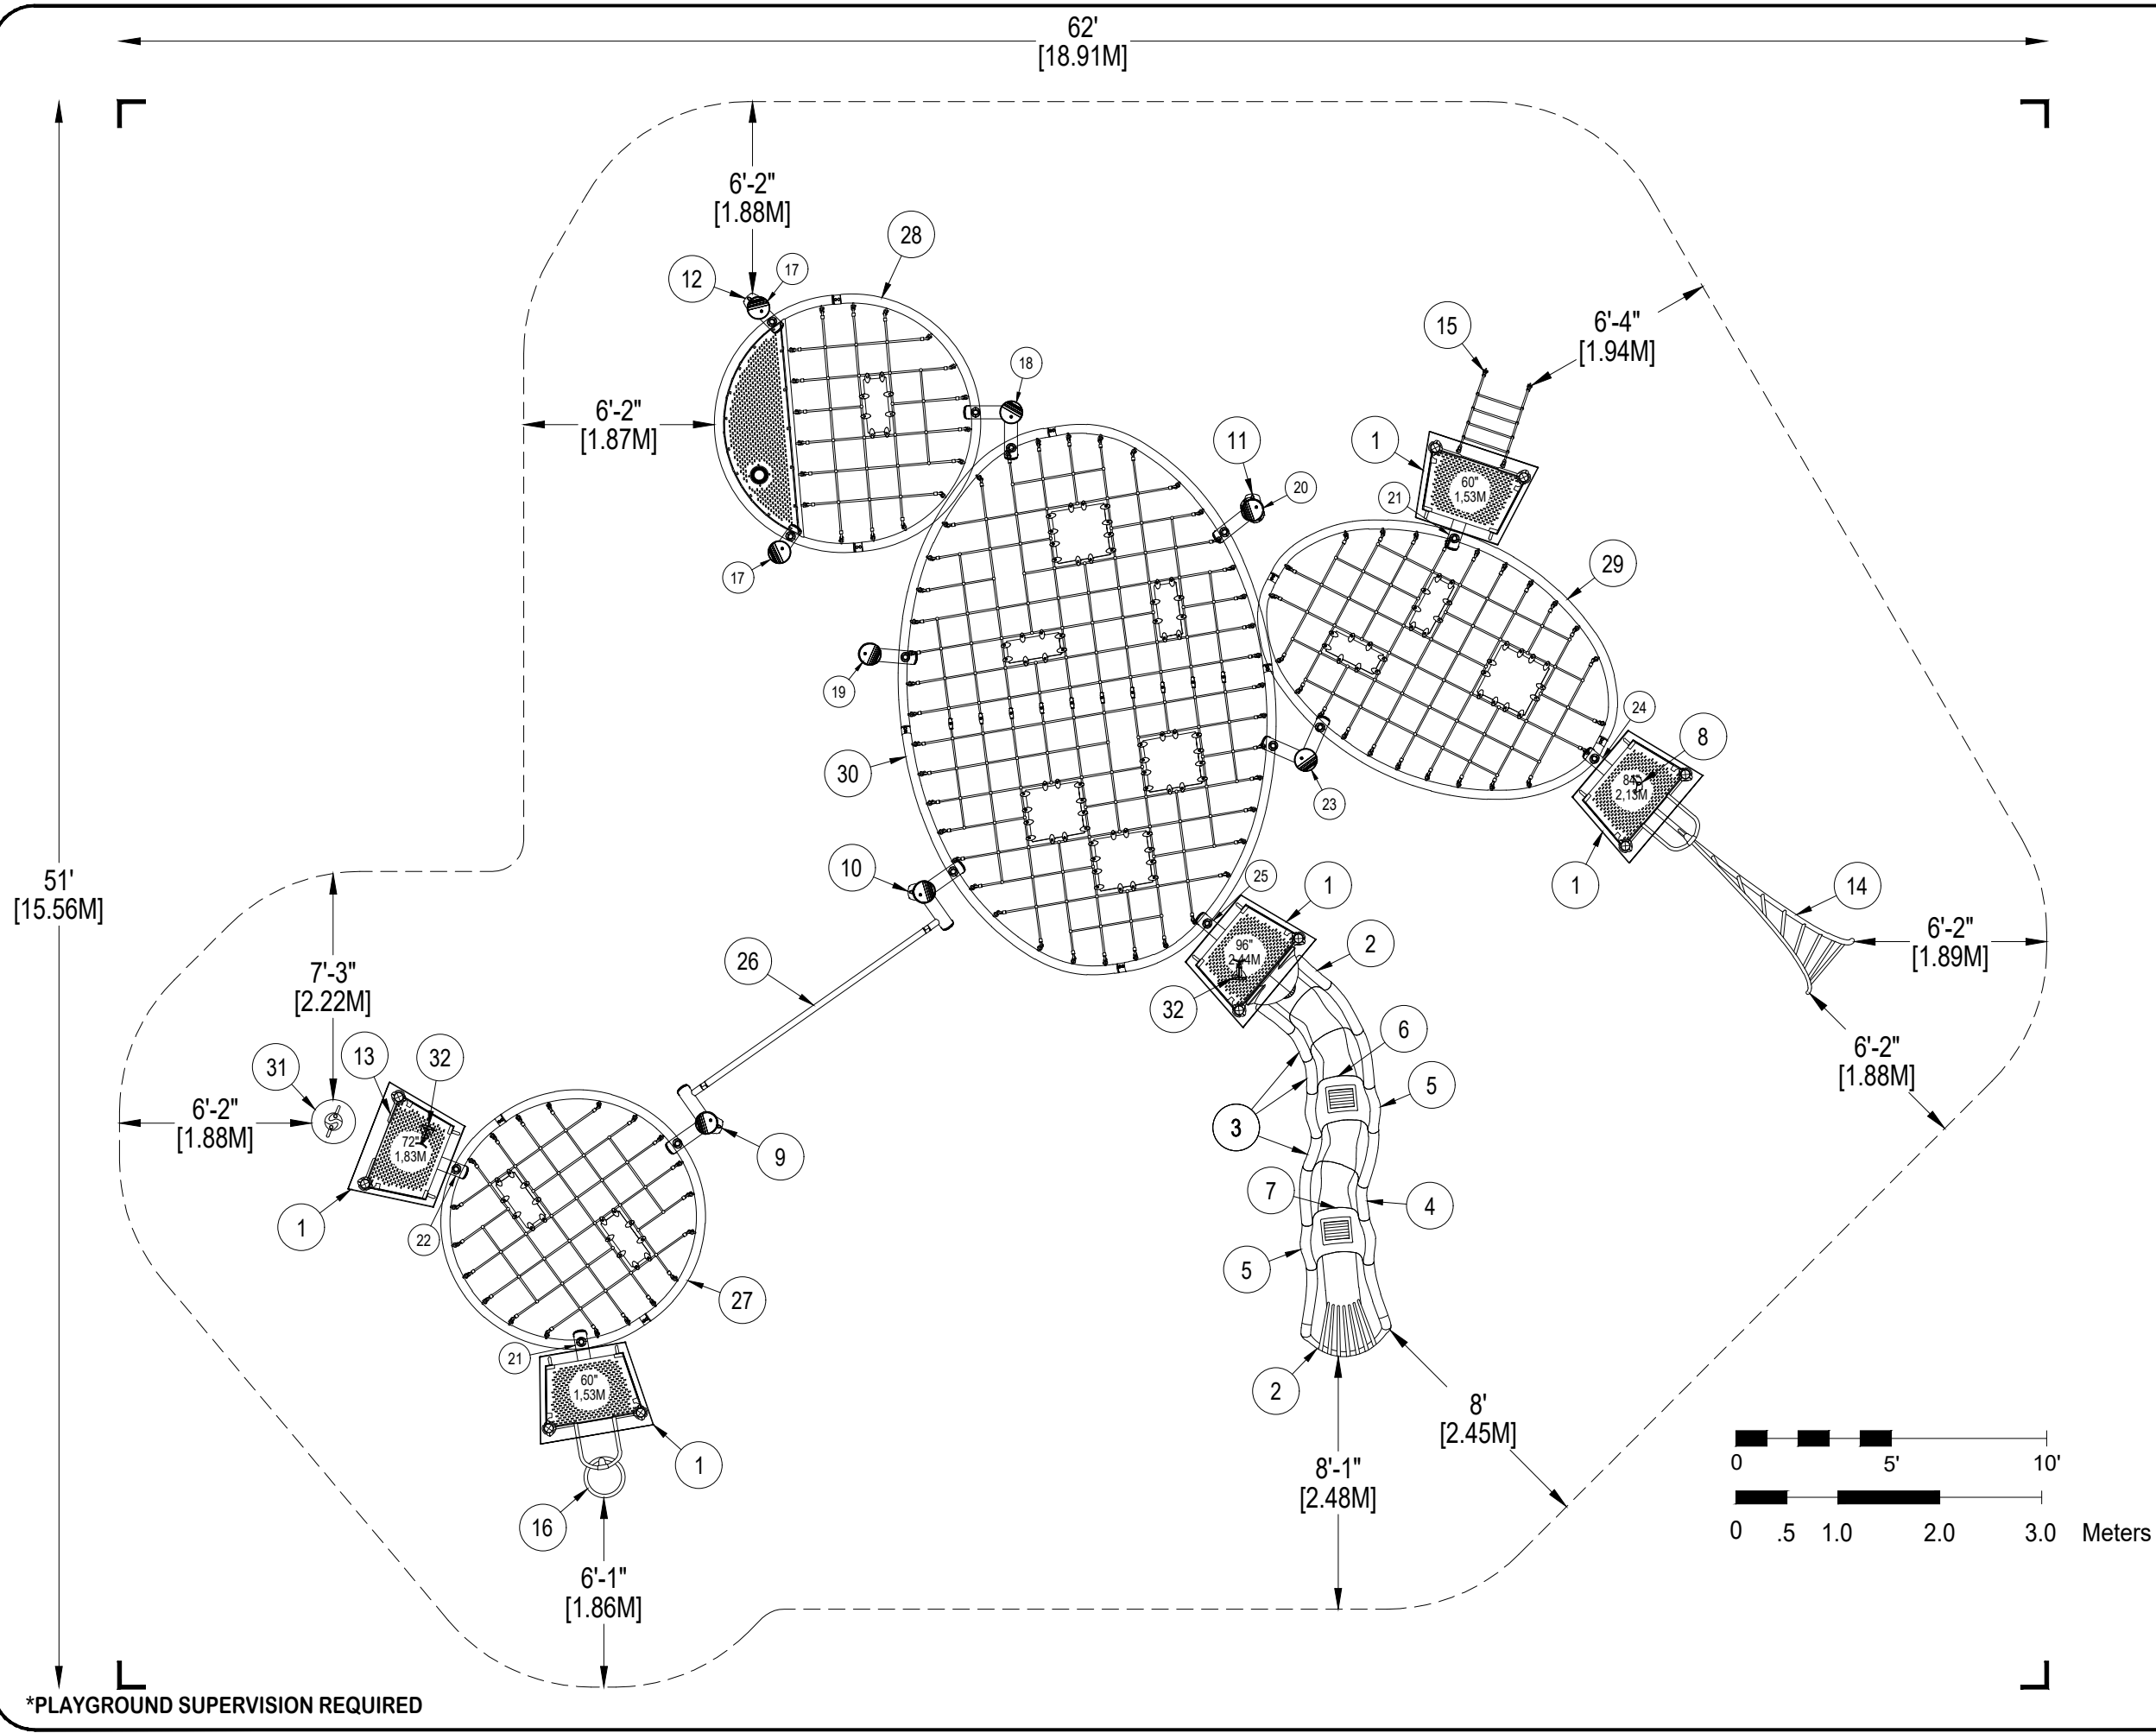 62'
[18.91M]
6'-2"
[1.88M]
28
12
17
6'-4"
[1.94M]
15
18
6'-2"
[1.87M]
1
11
20
60"
1,53M
21
17
29
19
24
8
30
84"
2,13M
23
51'
[15.56M]
10
25
1
1
14
2
6'-2"
[1.89M]
96"
2,44M
26
7'-3"
[2.22M]
32
6
13
32
31
6'-2"
[1.88M]
5
6'-2"
[1.88M]
3
72"
1,83M
9
7
4
1
22
5
27
21
60"
1,53M
2
8'
[2.45M]
1
8'-1"
[2.48M]
0 5' 10'
16
0 .5 1.0 2.0 3.0 Meters
6'-1"
[1.86M]
*PLAYGROUND SUPERVISION REQUIRED